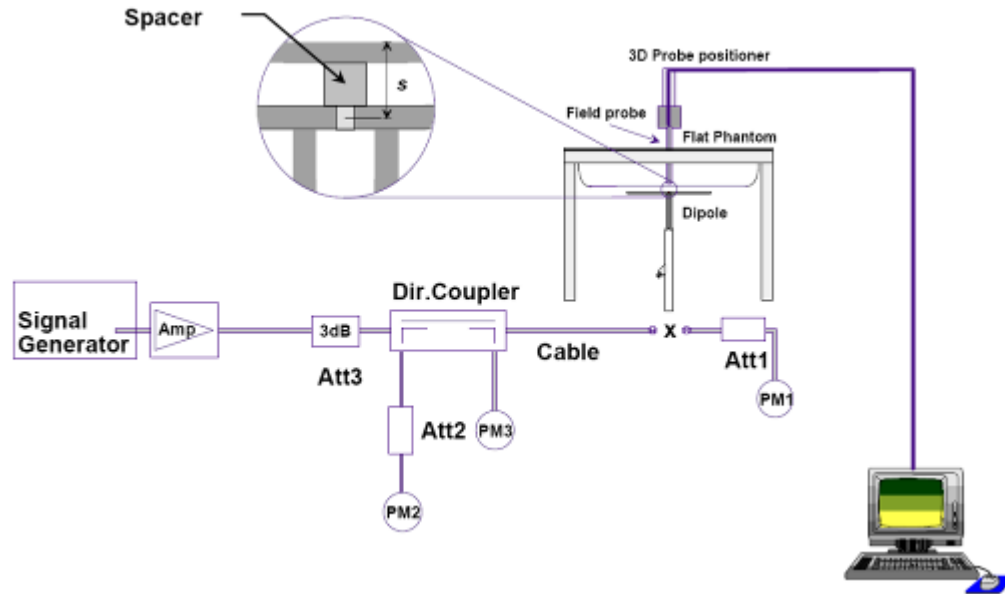 Spacer
s
3D Probe positioner
Field probe
Flat Phantom
Dipole
Signal
Generator
Amp
3dB
Att3
Dir.Coupler
Cable
x
Att1
PM1
Att2
PM3
PM2